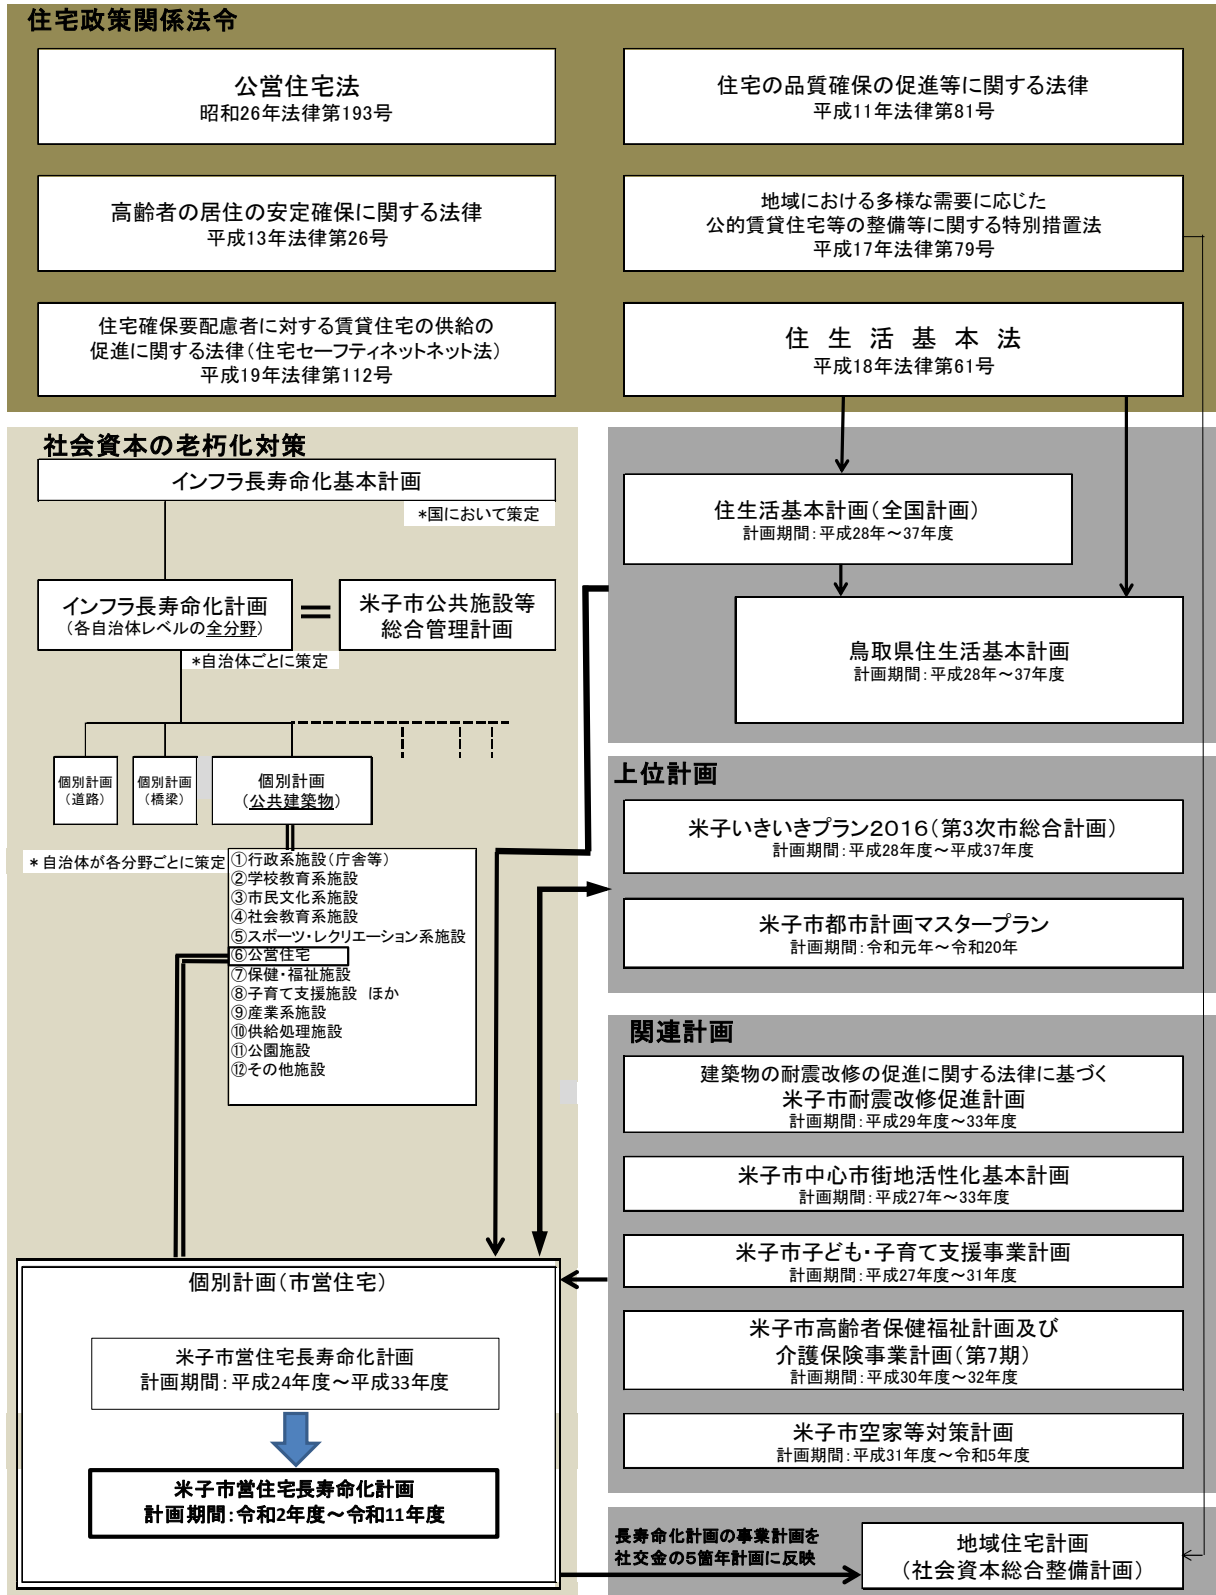 住宅政策関係法令
公営住宅法
昭和26年法律第193号
住宅の品質確保の促進等に関する法律
平成11年法律第81号
高齢者の居住の安定確保に関する法律
平成13年法律第26号
地域における多様な需要に応じた
公的賃貸住宅等の整備等に関する特別措置法
平成17年法律第79号
住宅確保要配慮者に対する賃貸住宅の供給の
促進に関する法律(住宅セーフティネットネット法)
平成19年法律第112号
住生活基本法
平成18年法律第61号
社会資本の老朽化対策
インフラ長寿命化基本計画
*国において策定
インフラ長寿命化計画
(各自治体レベルの全分野)
=
米子市公共施設等
総合管理計画
*自治体ごとに策定
個別計画
(道路)
個別計画
(橋梁)
個別計画
(公共建築物)
*自治体が各分野ごとに策定
①行政系施設(庁舎等)
②学校教育系施設
③市民文化系施設
④社会教育系施設
⑤スポーツ・レクリエーション系施設
⑥公営住宅
⑦保健・福祉施設
⑧子育て支援施設 ほか
⑨産業系施設
⑩供給処理施設
⑪公園施設
⑫その他施設
個別計画(市営住宅)
米子市営住宅長寿命化計画
計画期間:平成24年度~平成33年度
米子市営住宅長寿命化計画
計画期間:令和2年度~令和11年度
住生活基本計画(全国計画)
計画期間:平成28年~37年度
鳥取県住生活基本計画
計画期間:平成28年~37年度
上位計画
米子いきいきプラン2016(第3次市総合計画)
計画期間:平成28年度~平成37年度
米子市都市計画マスタープラン
計画期間:令和元年~令和20年
関連計画
建築物の耐震改修の促進に関する法律に基づく
米子市耐震改修促進計画
計画期間:平成29年度~33年度
米子市中心市街地活性化基本計画
計画期間:平成27年~33年度
米子市子ども・子育て支援事業計画
計画期間:平成27年度~31年度
米子市高齢者保健福祉計画及び
介護保険事業計画(第7期)
計画期間:平成30年度~32年度
米子市空家等対策計画
計画期間:平成31年度~令和5年度
長寿命化計画の事業計画を
社交金の5箇年計画に反映
地域住宅計画
(社会資本総合整備計画)